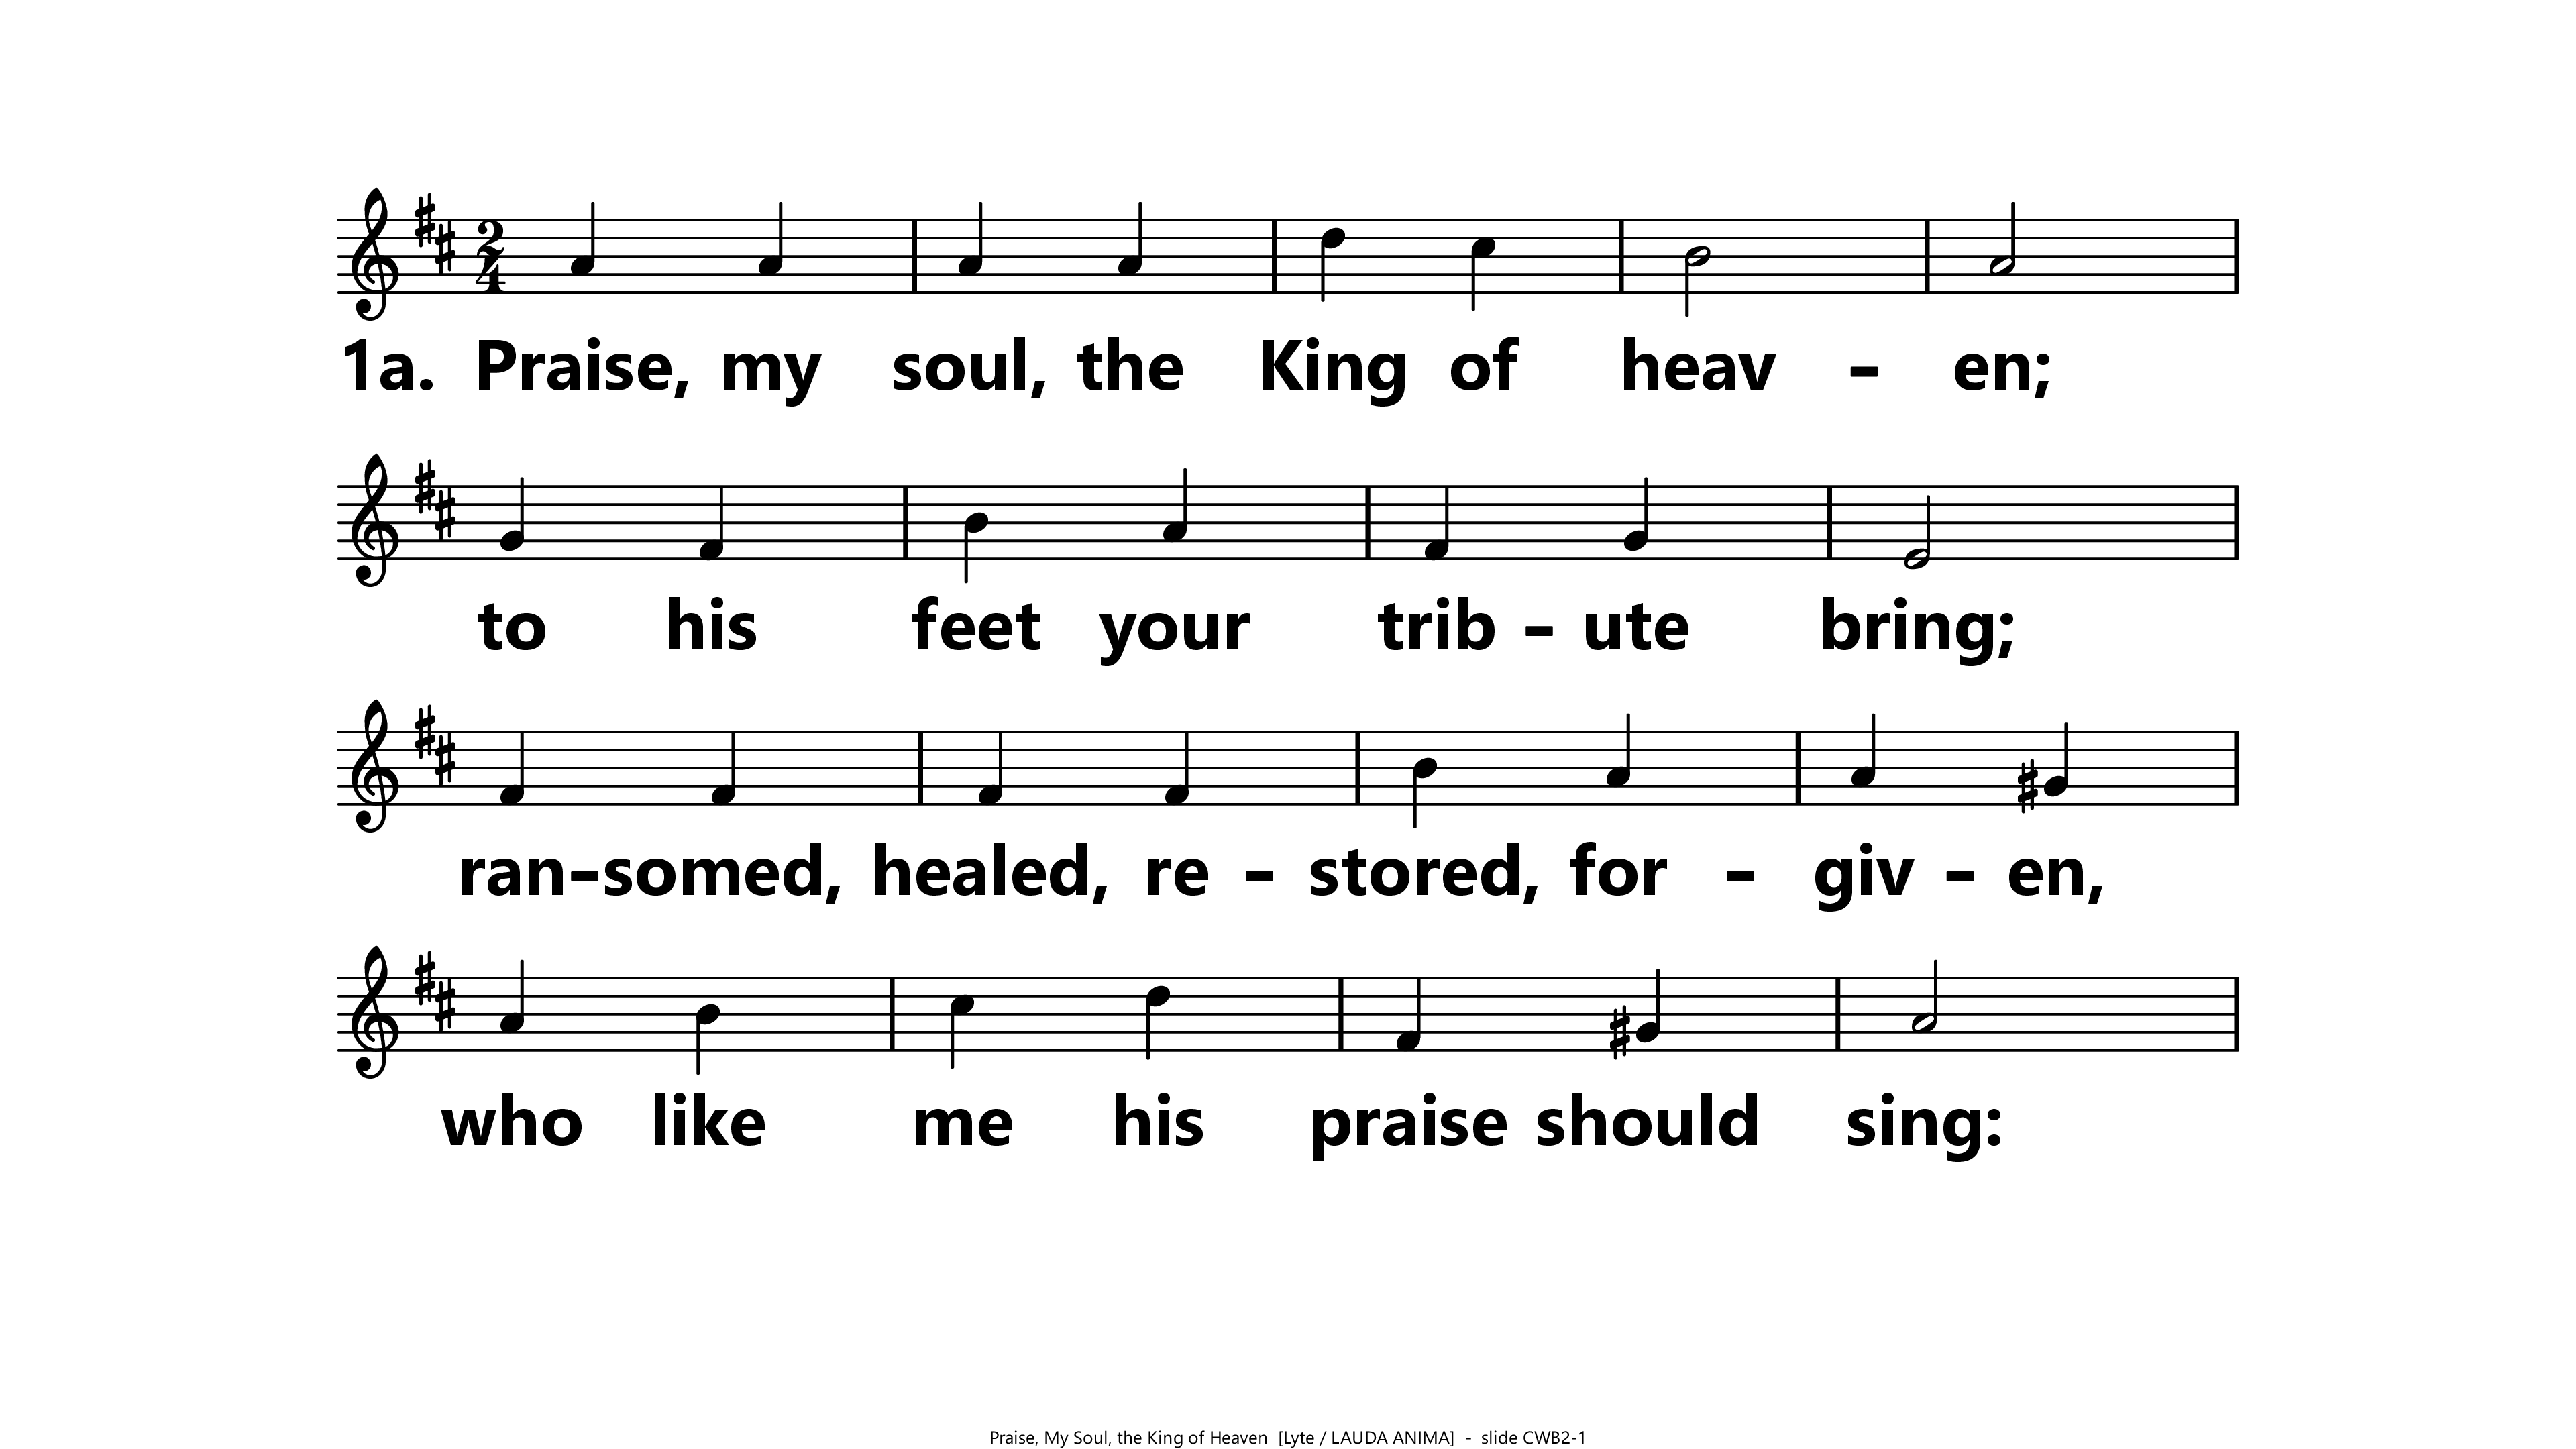 1a. Praise, my soul, the King of heav - en;
to his feet your trib - ute bring;
ran-somed, healed, re - stored, for - giv - en,
who like me his praise should sing:
Praise, My Soul, the King of Heaven [Lyte / LAUDA ANIMA] - slide CWB2-1